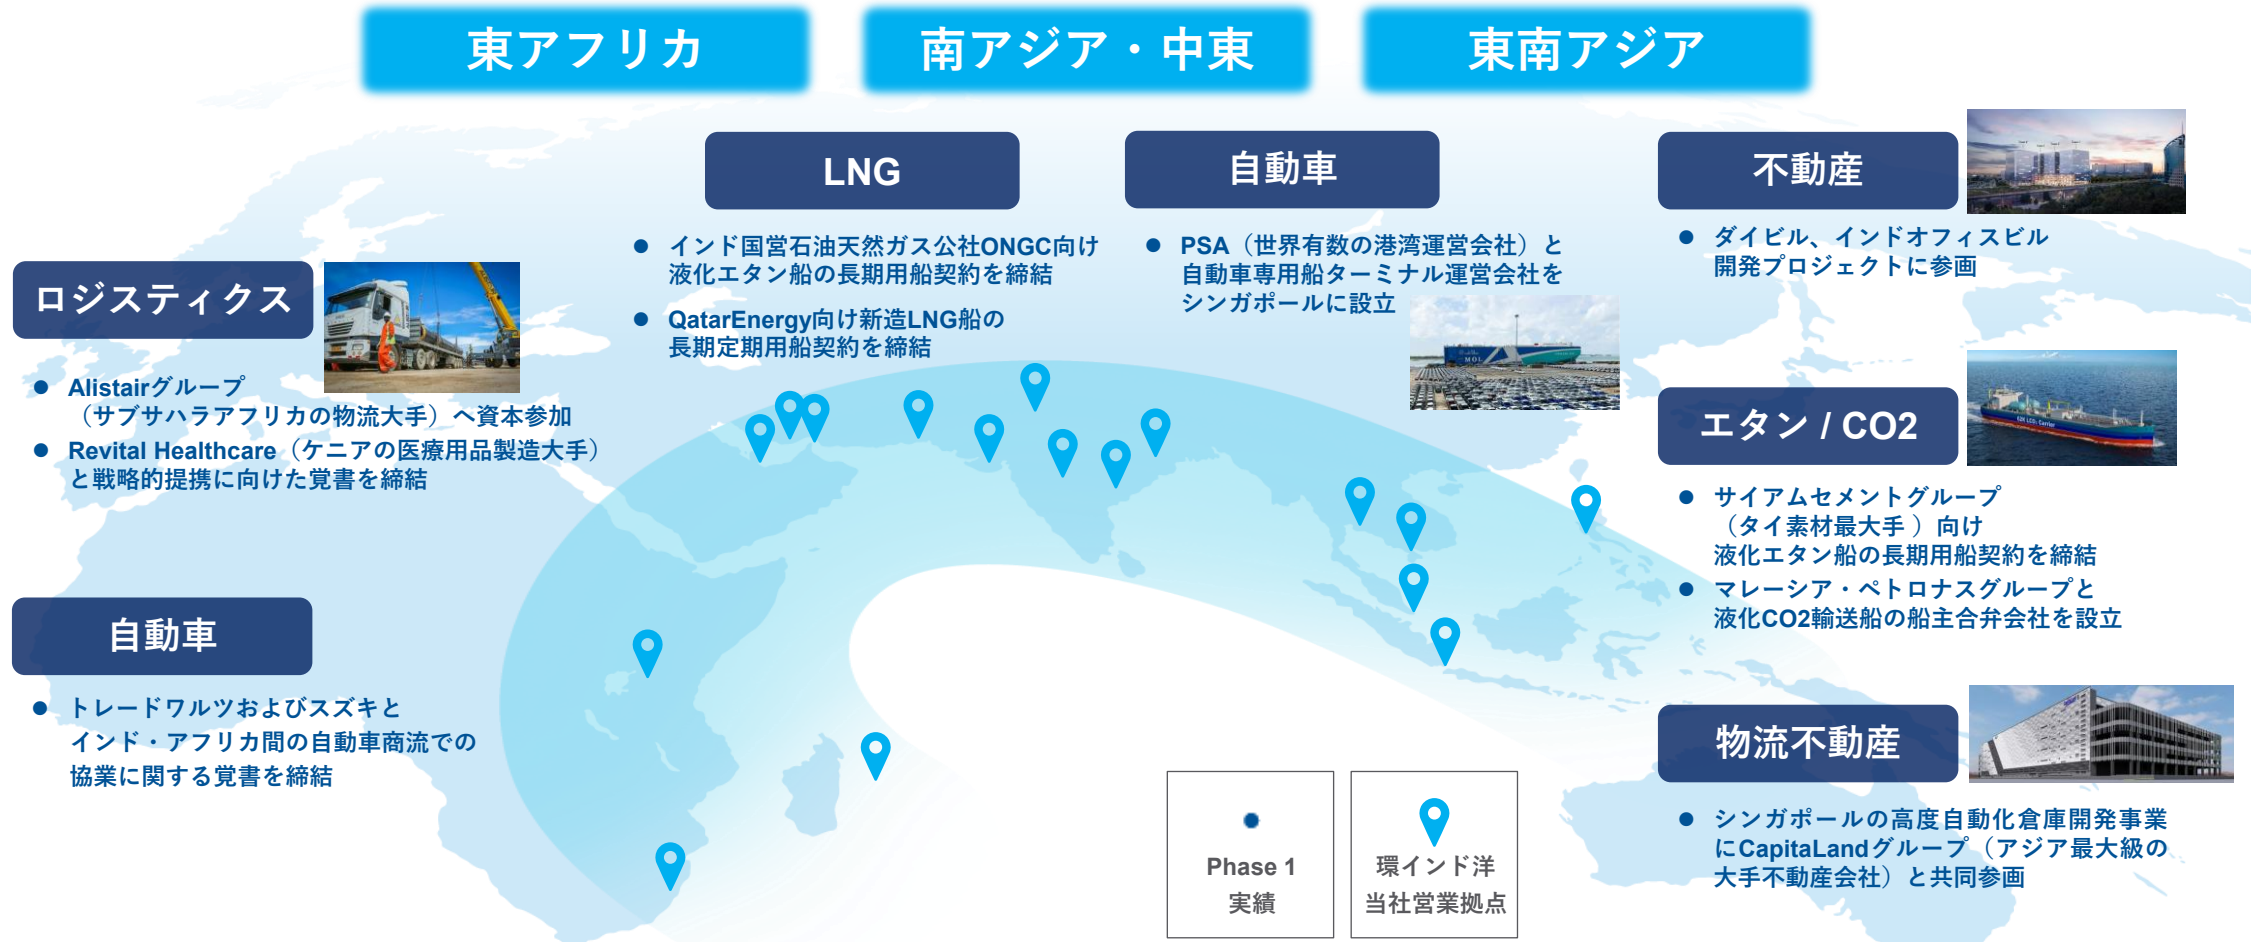 東アフリカ
南アジア・中東
東南アジア
ロジスティクス
● Alistairグループ
（サブサハラアフリカの物流大手）へ資本参加
● Revital Healthcare（ケニアの医療用品製造大手）
と戦略的提携に向けた覚書を締結
自動車
● トレードワルツおよびスズキと
インド・アフリカ間の自動車商流での
協業に関する覚書を締結
LNG
● インド国営石油天然ガス公社ONGC向け
液化エタン船の長期用船契約を締結
● QatarEnergy向け新造LNG船の
長期定期用船契約を締結
自動車
● PSA（世界有数の港湾運営会社）と
自動車専用船ターミナル運営会社を
シンガポールに設立
MOL
不動産
● ダイビル、インドオフィスビル
開発プロジェクトに参画
エタン / CO2
● サイアムセメントグループ
（タイ素材最大手 ）向け
液化エタン船の長期用船契約を締結
● マレーシア・ペトロナスグループと
液化CO2輸送船の船主合弁会社を設立
物流不動産
● シンガポールの高度自動化倉庫開発事業
にCapitaLandグループ（アジア最大級の
大手不動産会社）と共同参画
Phase 1
実績
環インド洋
当社営業拠点